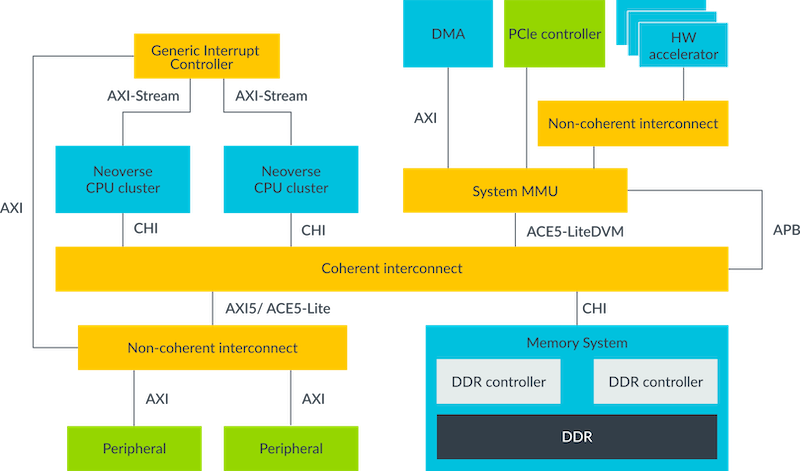 DMA
PCIe controller
HW
accelerator
Generic Interrupt
Controller
AXI-Stream
AXI-Stream
AXI
Non-coherent interconnect
Neoverse
CPU cluster
Neoverse
CPU cluster
System MMU
AXI
CHI
CHI
ACE5-LiteDVM
APB
Coherent interconnect
AXI5/ ACE5-Lite
CHI
Non-coherent interconnect
Memory System
DDR controller
DDR controller
AXI
AXI
DDR
Peripheral
Peripheral